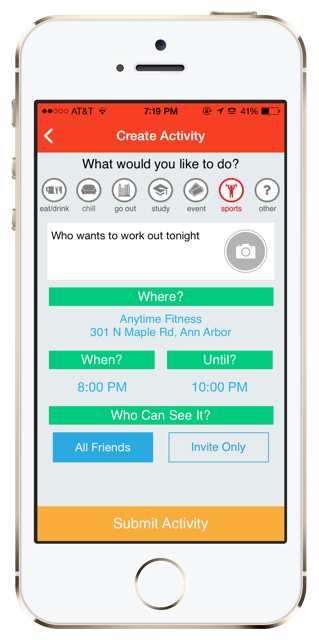 AT&T 7:19 PM 41%
Create Activity
What would you like to do?
eat/drink chill go out study event sports other
?
Who wants to work out tonight
Where?
Anytime Fitness
301 N Maple Rd, Ann Arbor
When? Until?
8:00 PM 10:00 PM
Who Can See It?
All Friends Invite Only
Submit Activity